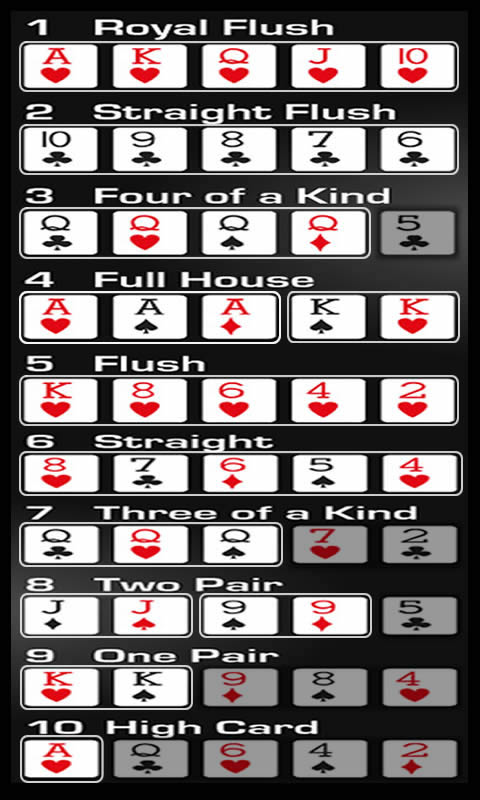 1 Royal Flush
A K Q J 10
2 Straight Flush
10 9 8 7 6
3 Four of a Kind
Q Q Q Q 5
4 Full House
A A A K K
5 Flush
K 8 6 4 2
6 Straight
8 7 6 5 4
7 Three of a Kind
Q Q Q 7 2
8 Two Pair
J J 9 9 5
9 One Pair
K K 9 8 4
10 High Card
A Q 6 4 2